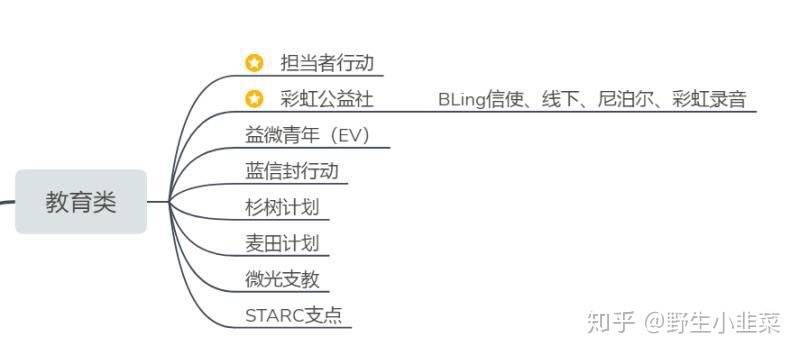 担当者行动
彩虹公益社 BLing信使、线下、尼泊尔、彩虹录音
益微青年（EV）
蓝信封行动
教育类
杉树计划
麦田计划
微光支教
STARC支点
知乎 @野生小韭菜